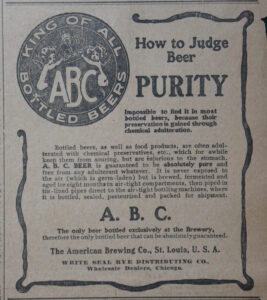 KING OF ALL
BOTTLED BEERS
ABC
How to Judge
Beer
PURITY
Impossible to find it in most
bottled beers, because their
preservation is gained through
chemical adulteration.
Bottled beers, as well as food products, are often adul-
terated with chemical preservatives, etc., which for awhile
keep them from souring, but are injurious to the stomach.
A. B. C. BEER is guaranteed to be absolutely pure and
free from any adulterant whatever. It is never exposed to
the air (which is germ-laden) but is brewed, fermented and
aged for eight months in air-tight compartments, then piped in
tin-lined pipes direct to the air-tight bottling machines, where
it is bottled, sealed, pasteurized and packed for shipment.
A. B. C.
The only beer bottled exclusively at the Brewery,
therefore the only bottled beer that can be absolutely guaranteed.
The American Brewing Co., St. Louis, U. S. A.
WHITE SEAL RYE DISTRIBUTING CO.
Wholesale Dealers, Chicago.